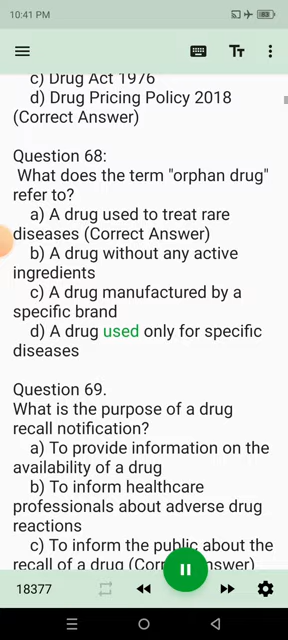 10:41 PM
c) Drug Act 1976
d) Drug Pricing Policy 2018
(Correct Answer)
Question 68:
What does the term "orphan drug"
refer to?
a) A drug used to treat rare
diseases (Correct Answer)
b) A drug without any active
ingredients
c) A drug manufactured by a
specific brand
d) A drug used only for specific
diseases
Question 69.
What is the purpose of a drug
recall notification?
a) To provide information on the
availability of a drug
b) To inform healthcare
professionals about adverse drug
reactions
c) To inform the public about the
recall of a drug
18377